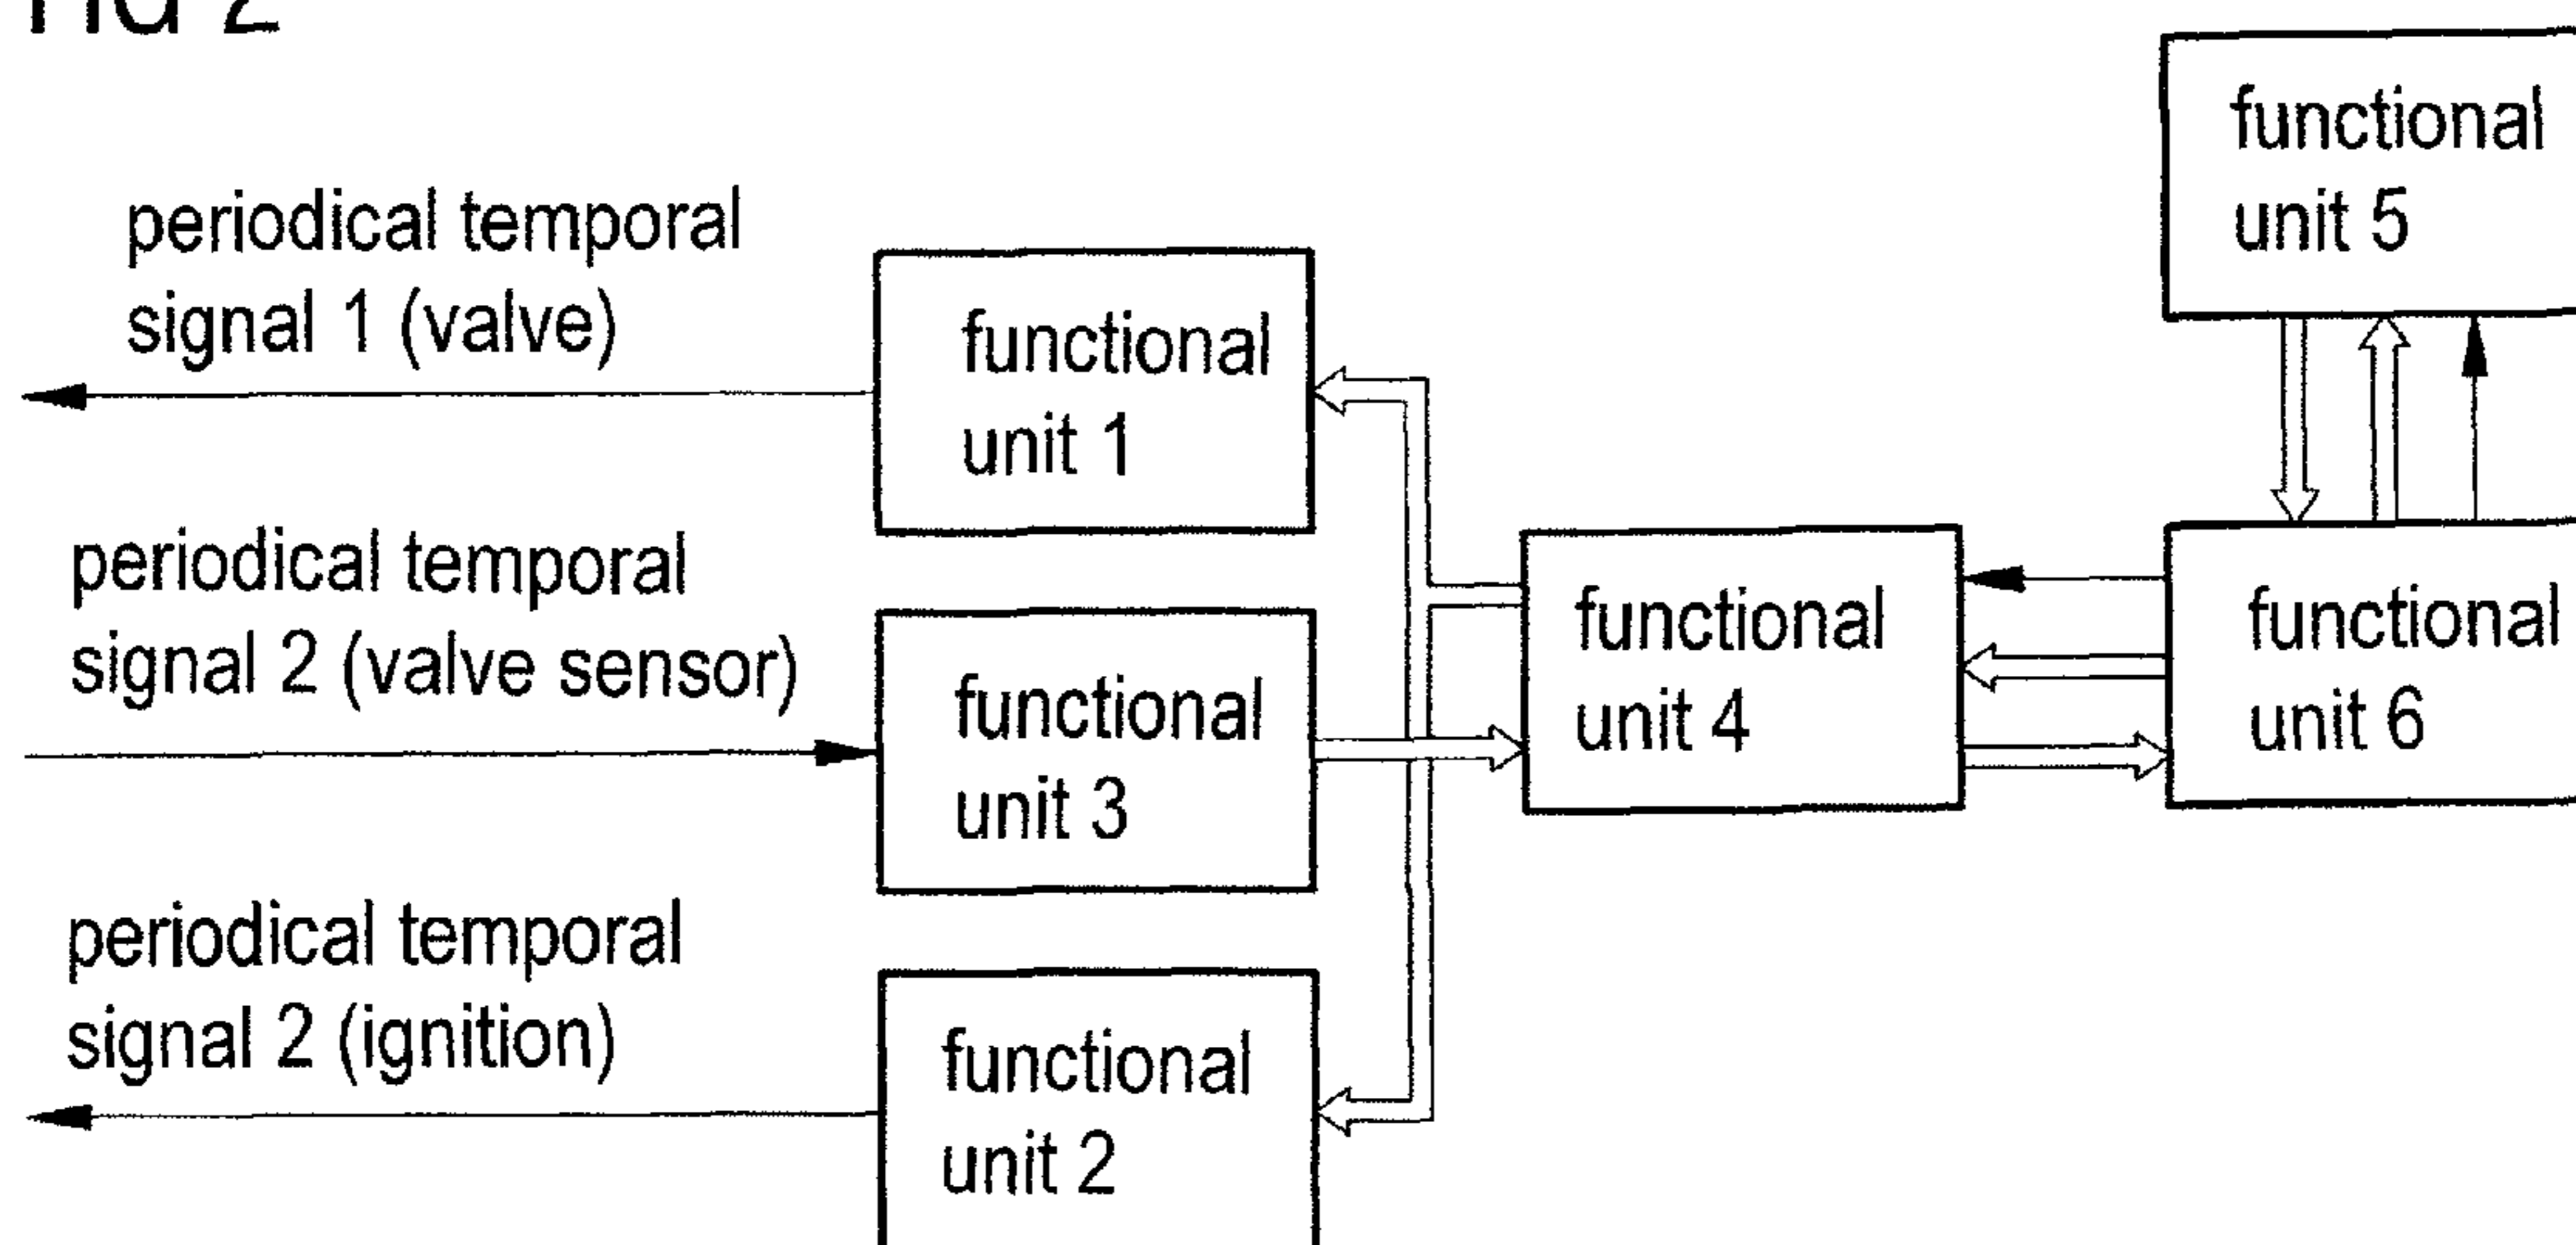 2
functional
unit 5
periodical temporal
signal 1 (valve)
functional
unit 1
periodical temporal
signal 2 (valve sensor)
functional
unit 3
functional
unit 4
functional
unit 6
periodical temporal
signal 2 (ignition)
functional
unit 2